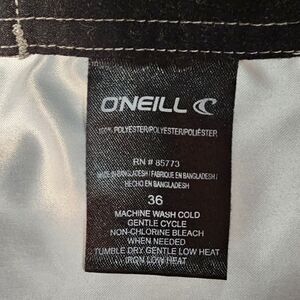 O'NEILL
100% POLYESTER/POLYESTER/POLIÉSTER
RN # 85773
MADE IN BANGLADESH / FABRIQUE EN BANGLADESH /
HECHO EN BANGLADESH
36
MACHINE WASH COLD
GENTLE CYCLE
NON-CHLORINE BLEACH
WHEN NEEDED
TUMBLE DRY GENTLE LOW HEAT
IRON LOW HEAT